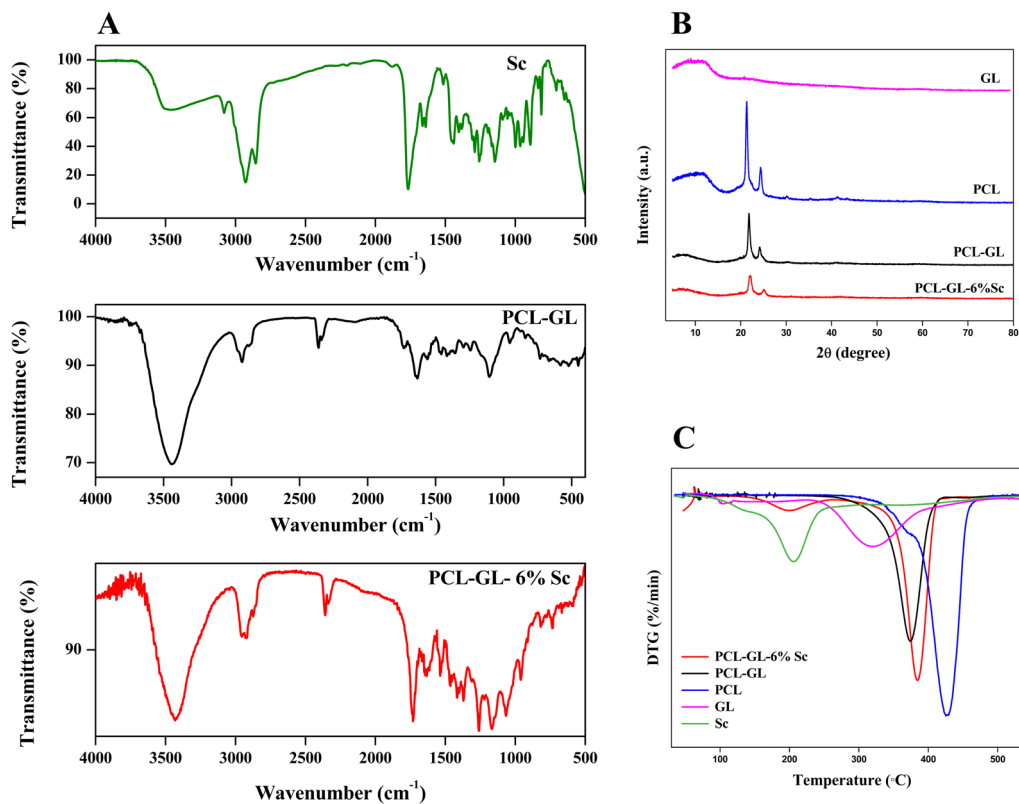 A
Sc
100
80
60
40
20
0
Transmittance (%)
4000 3500 3000 2500 2000 1500 1000 500
Wavenumber (cm⁻¹)
PCL-GL
100
90
80
70
Transmittance (%)
4000 3500 3000 2500 2000 1500 1000 500
Wavenumber (cm⁻¹)
PCL-GL- 6% Sc
90
Transmittance (%)
4000 3500 3000 2500 2000 1500 1000 500
Wavenumber (cm⁻¹)
B
GL
PCL
PCL-GL
PCL-GL-6%Sc
Intensity (a.u.)
10 20 30 40 50 60 70 80
2θ (degree)
C
DTG (%/min)
PCL-GL-6% Sc
PCL-GL
PCL
GL
Sc
100 200 300 400 500
Temperature (◦C)